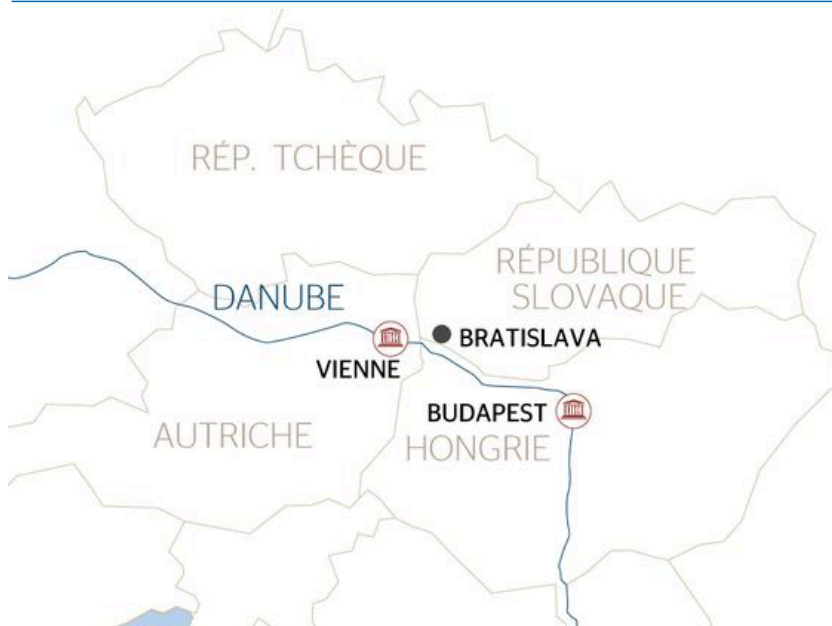 RÉP. TCHÈQUE
RÉPUBLIQUE
SLOVAQUE
DANUBE
BRATISLAVA
VIENNE
BUDAPEST
AUTRICHE
HONGRIE